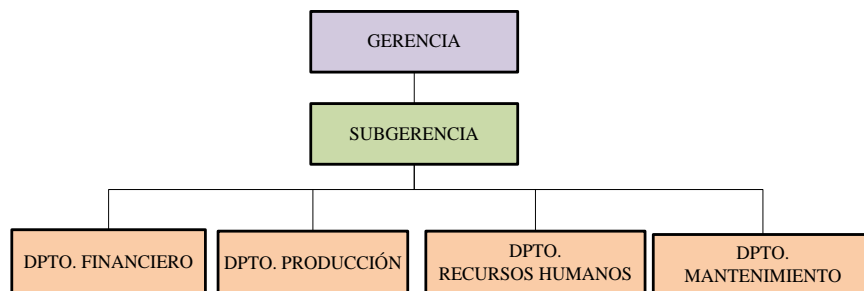 GERENCIA
SUBGERENCIA
DPTO. FINANCIERO
DPTO. PRODUCCIÓN
DPTO.
RECURSOS HUMANOS
DPTO.
MANTENIMIENTO